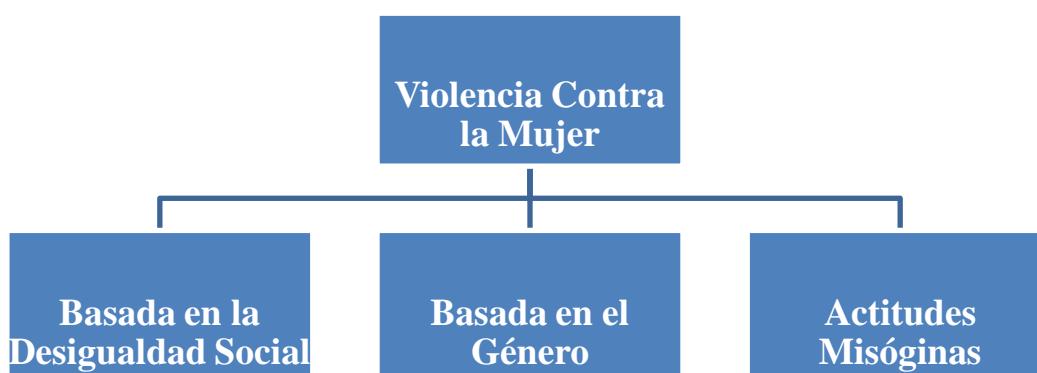 Violencia Contra
la Mujer
Basada en la
Desigualdad Social
Basada en el
Género
Actitudes
Misóginas